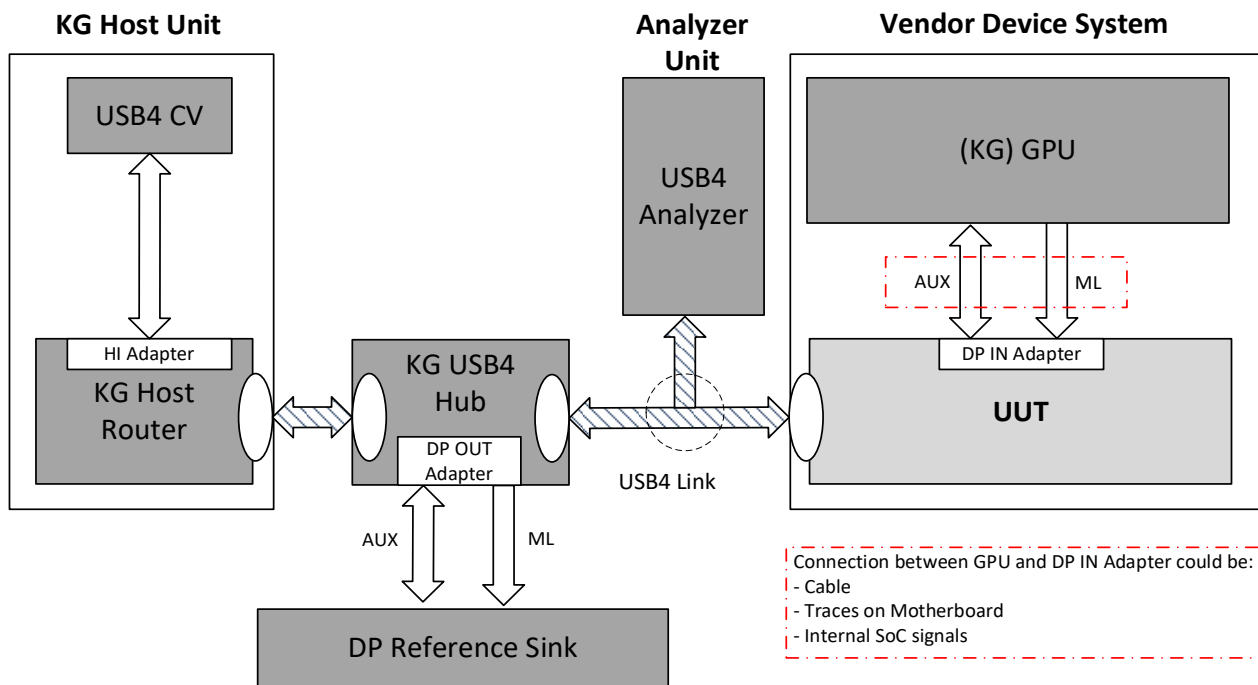 KG Host Unit
Analyzer
Unit
Vendor Device System
USB4 CV
USB4
Analyzer
(KG) GPU
AUX
ML
HI Adapter
KG Host
Router
KG USB4
Hub
DP OUT
Adapter
USB4 Link
DP IN Adapter
UUT
AUX
ML
DP Reference Sink
Connection between GPU and DP IN Adapter could be:
- Cable
- Traces on Motherboard
- Internal SoC signals